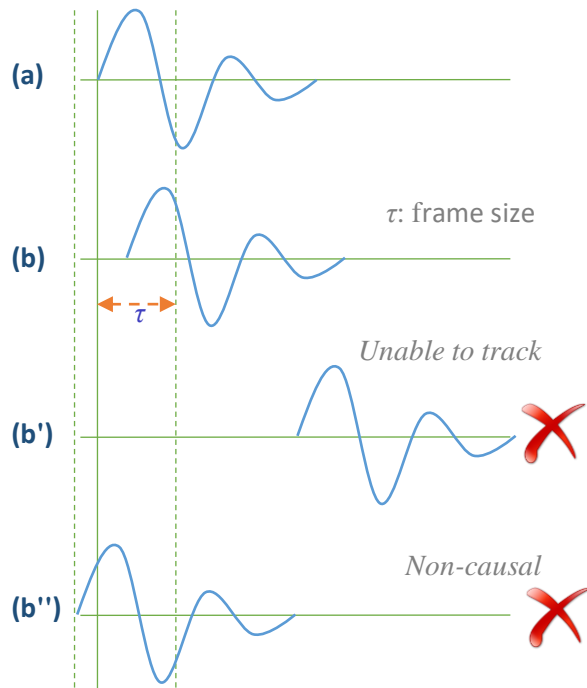 (a)
τ: frame size
(b)
τ
Unable to track
(b')
Non-causal
(b'')